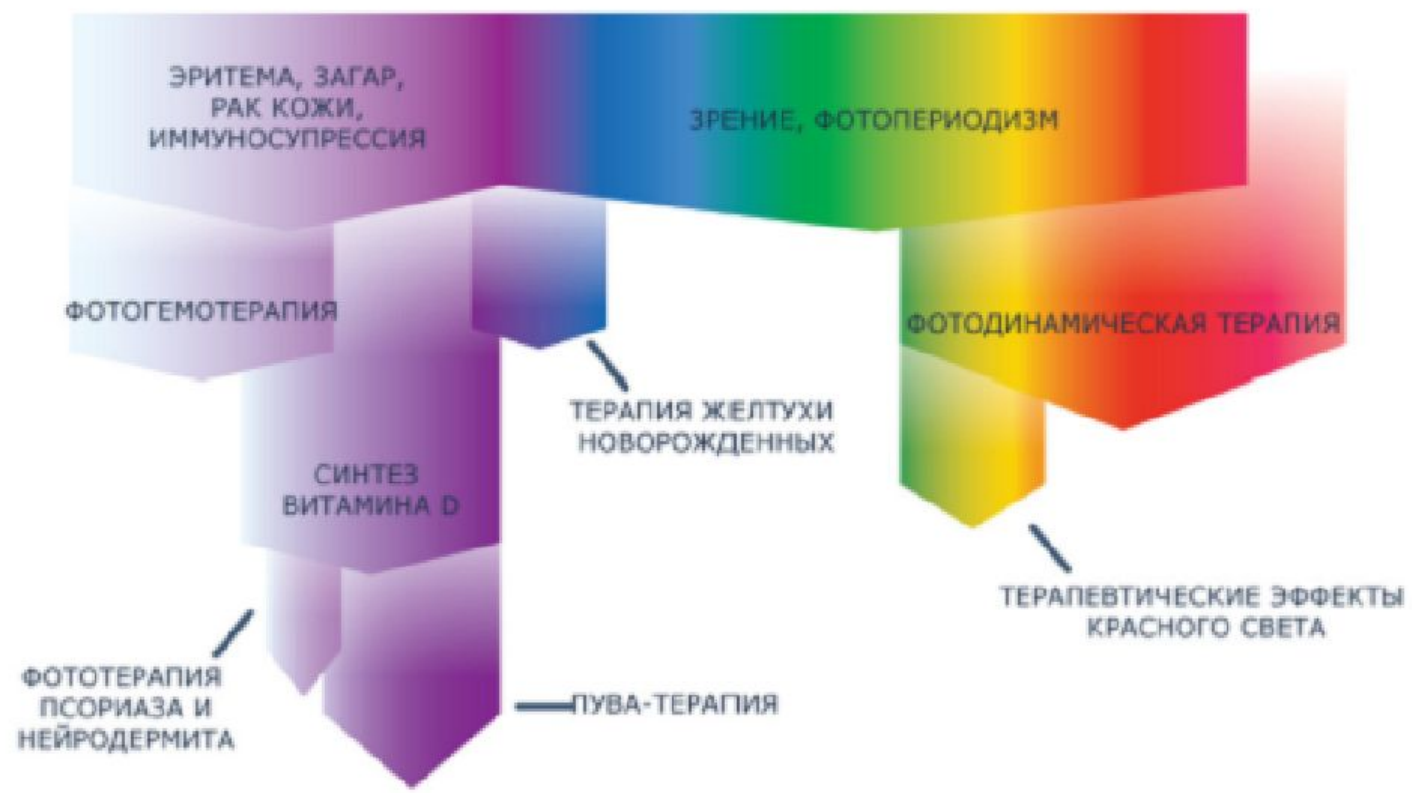 ЭРИТЕМА, ЗАГАР,
РАК КОЖИ,
ИММУНОСУПРЕССИЯ
ЗРЕНИЕ, ФОТОПЕРИОДИЗМ
ФОТОГЕМОТЕРАПИЯ
ФОТОДИНАМИЧЕСКАЯ ТЕРАПИЯ
ТЕРАПИЯ ЖЕЛТУХИ
НОВОРОЖДЕННЫХ
СИНТЕЗ
ВИТАМИНА D
ТЕРАПЕВТИЧЕСКИЕ ЭФФЕКТЫ
КРАСНОГО СВЕТА
ФОТОТЕРАПИЯ
ПСОРИАЗА И
НЕЙРОДЕРМИТА
ПУВА-ТЕРАПИЯ